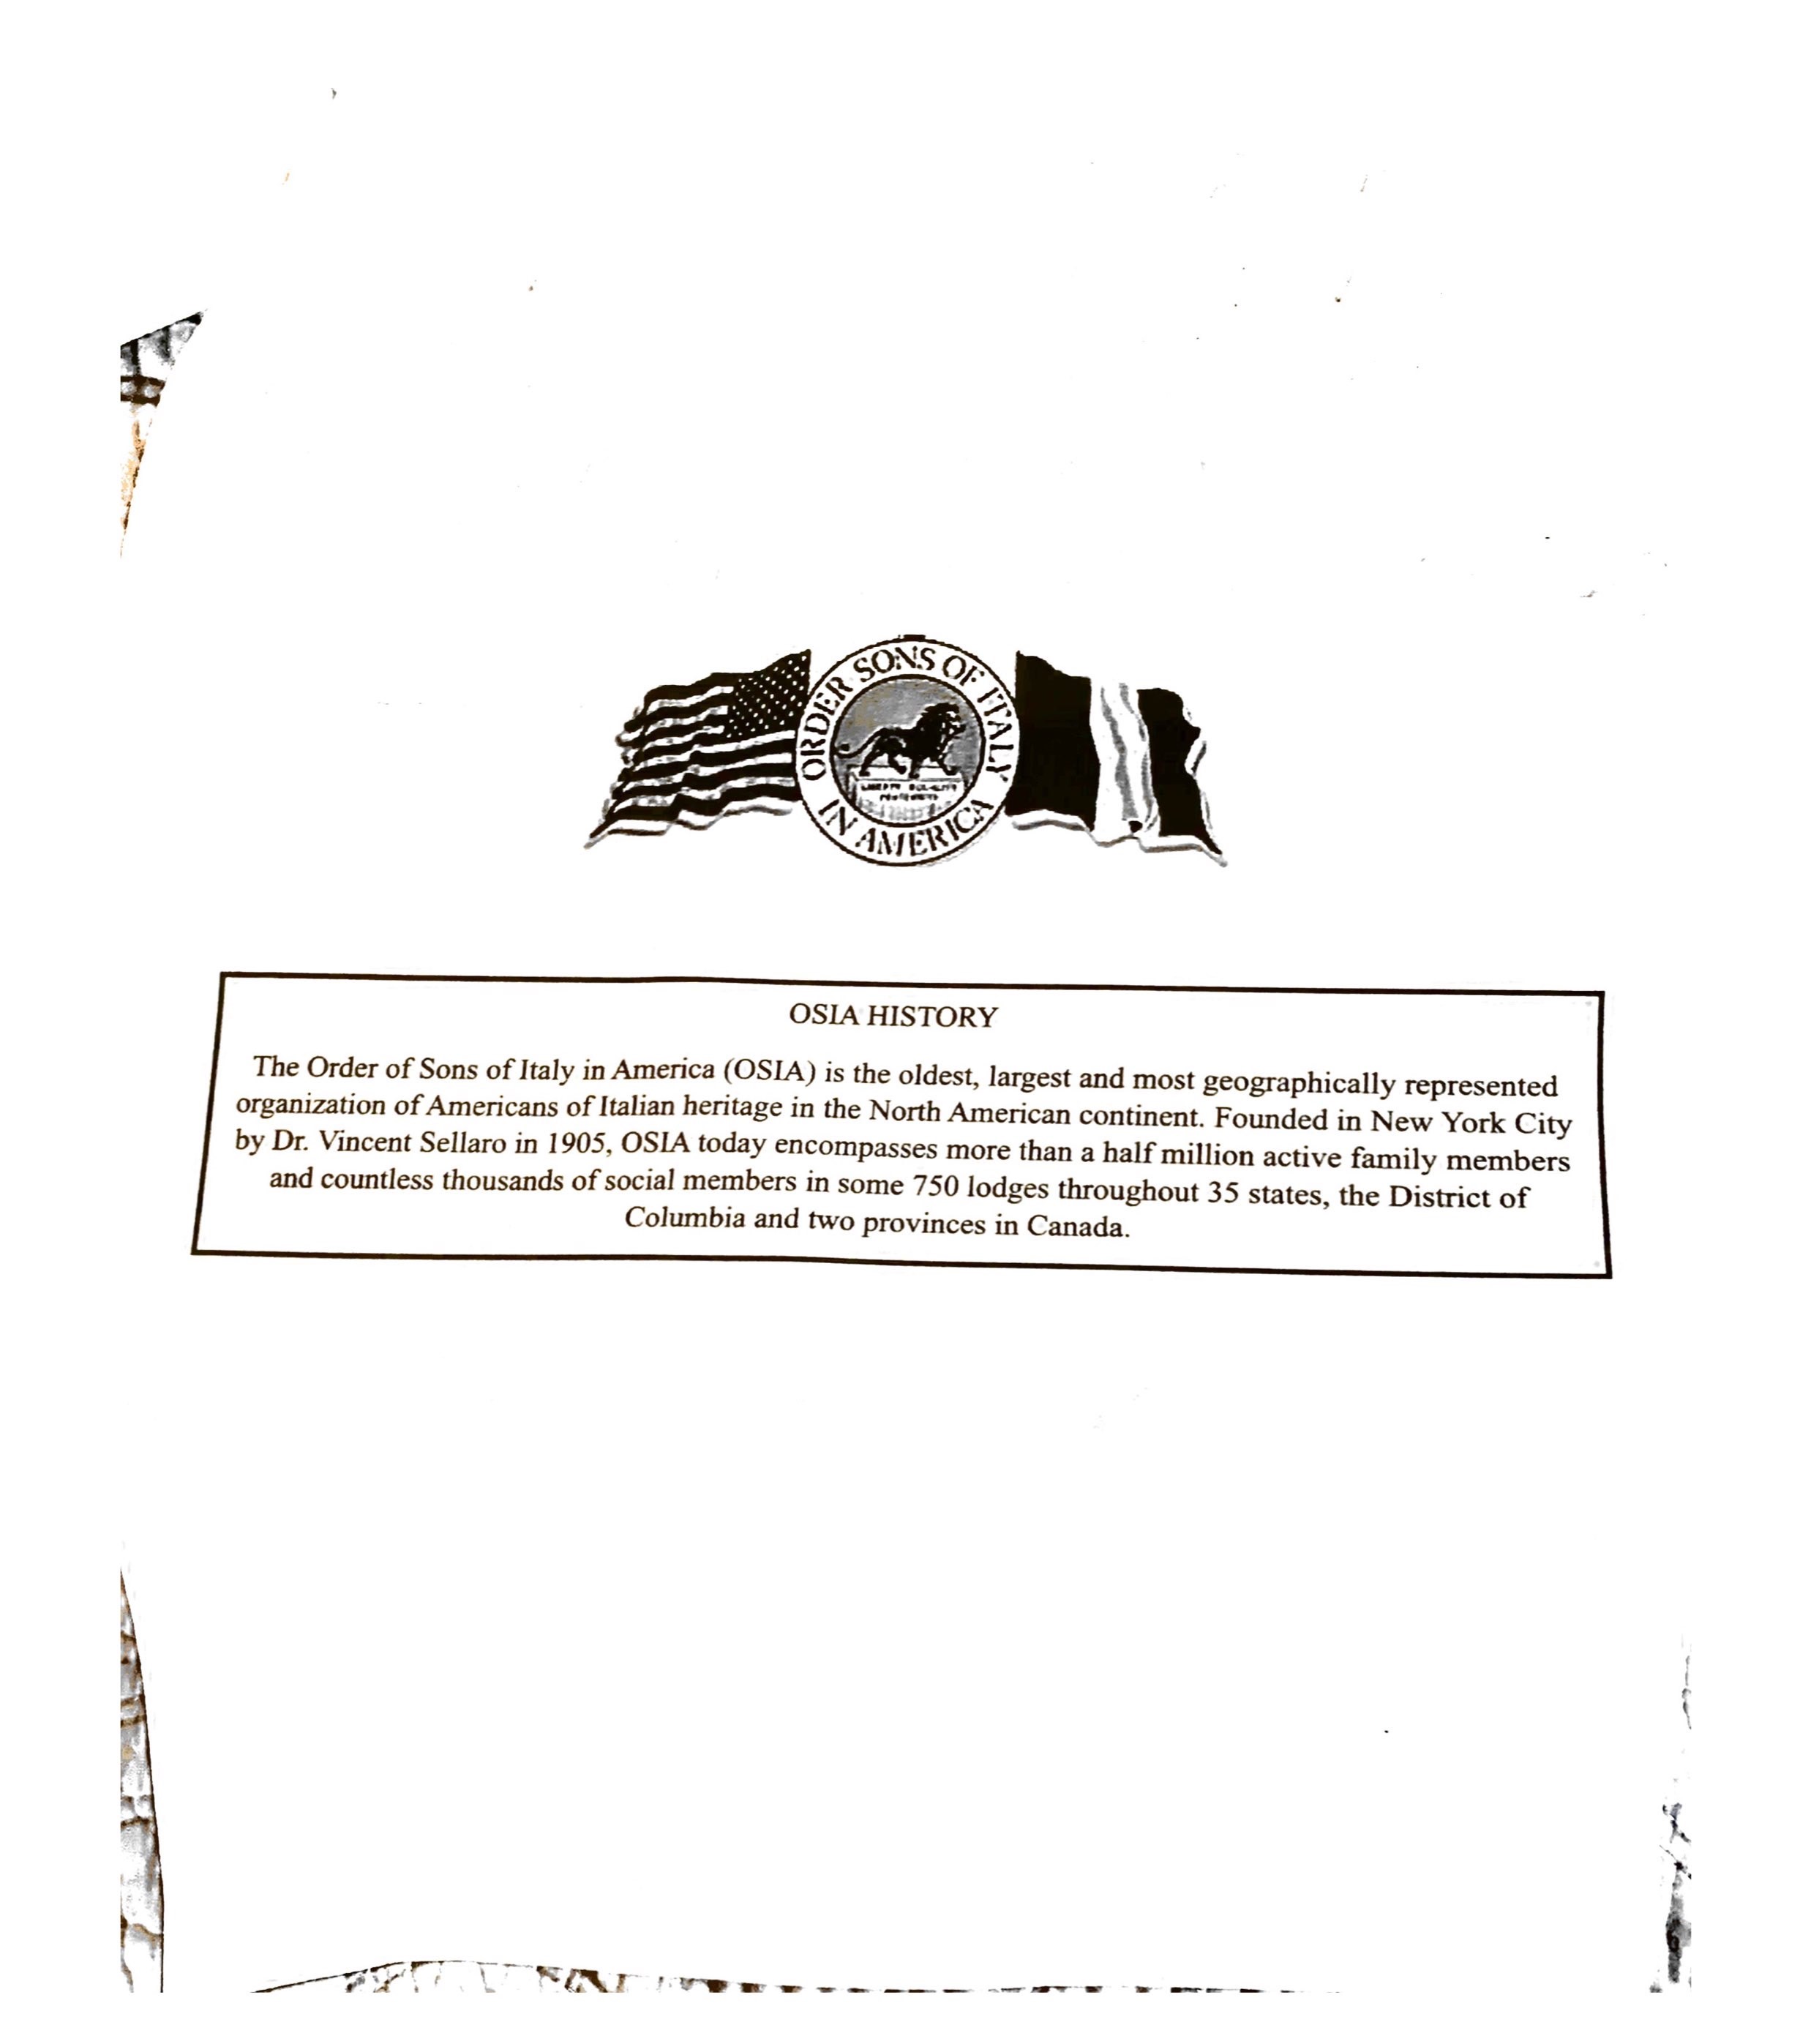 ORDER SONS OF ITALY
IN AMERICA
OSIA HISTORY
The Order of Sons of Italy in America (OSIA) is the oldest, largest and most geographically represented
organization of Americans of Italian heritage in the North American continent. Founded in New York City
by Dr. Vincent Sellaro in 1905, OSIA today encompasses more than a half million active family members
and countless thousands of social members in some 750 lodges throughout 35 states, the District of
Columbia and two provinces in Canada.